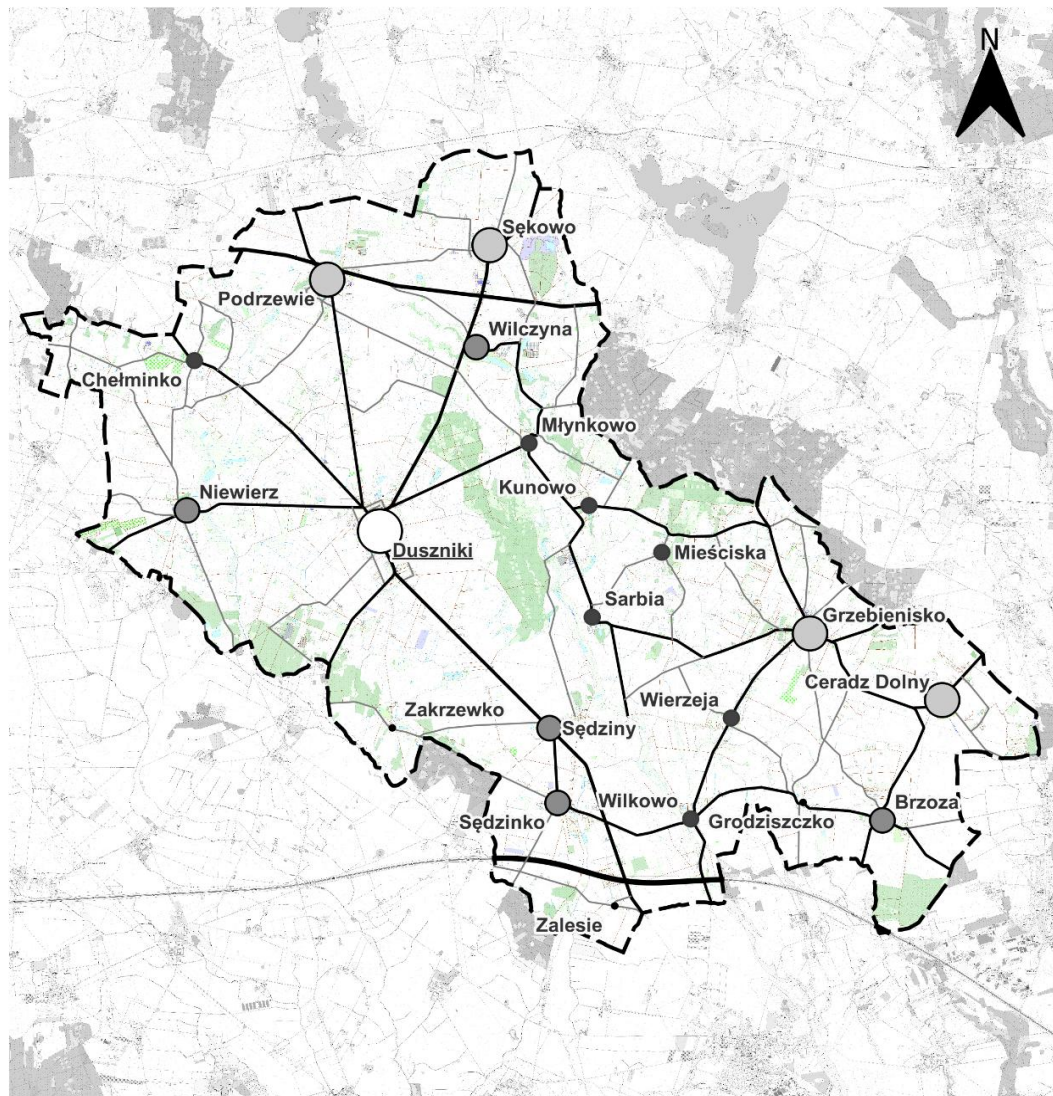 N
Sękowo
Podrzewie
Wilczyna
Chełminko
Młynkowo
Niewierz
Kunowo
Duszniki
Mieściska
Sarbia
Grzebienisko
Ceradz Dolny
Wierzeja
Zakrzewko
Sędziny
Wilkowo
Brzoza
Sędzinko
Grodziszczko
Zalesie